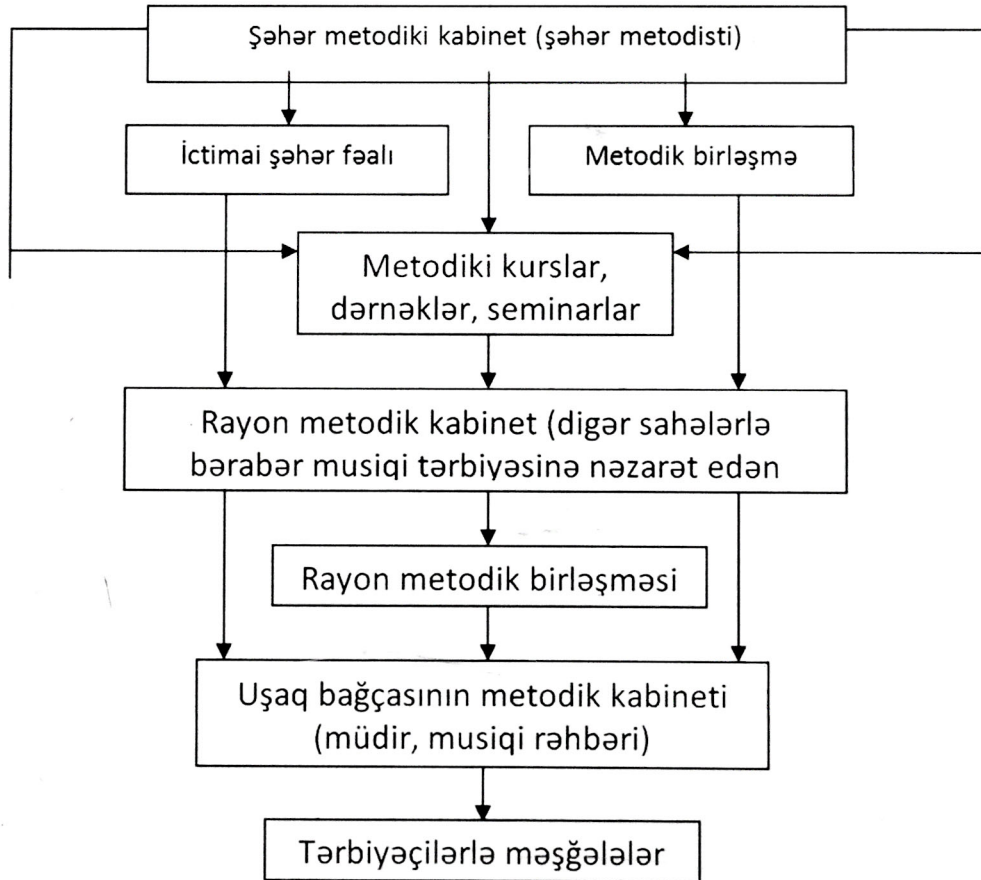 Şəhər metodiki kabinet (şəhər metodisti)
İctimai şəhər fəalı
Metodik birləşmə
Metodiki kurslar,
dərnəklər, seminarlar
Rayon metodik kabinet (digər sahələrlə
bərabər musiqi tərbiyəsinə nəzarət edən
Rayon metodik birləşməsi
Uşaq bağçasının metodik kabineti
(müdir, musiqi rəhbəri)
Tərbiyəçilərlə məşğələlər